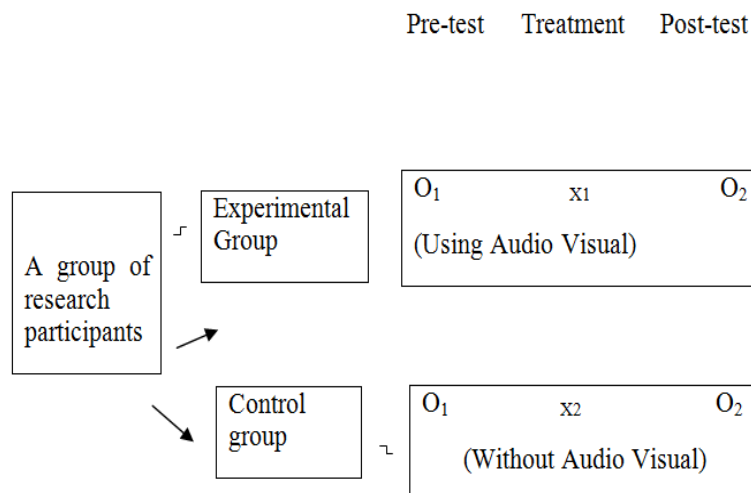 Pre-test Treatment Post-test
A group of
research
participants
Experimental
Group
O₁ X₁ O₂
(Using Audio Visual)
Control
group
O₁ X₂ O₂
(Without Audio Visual)